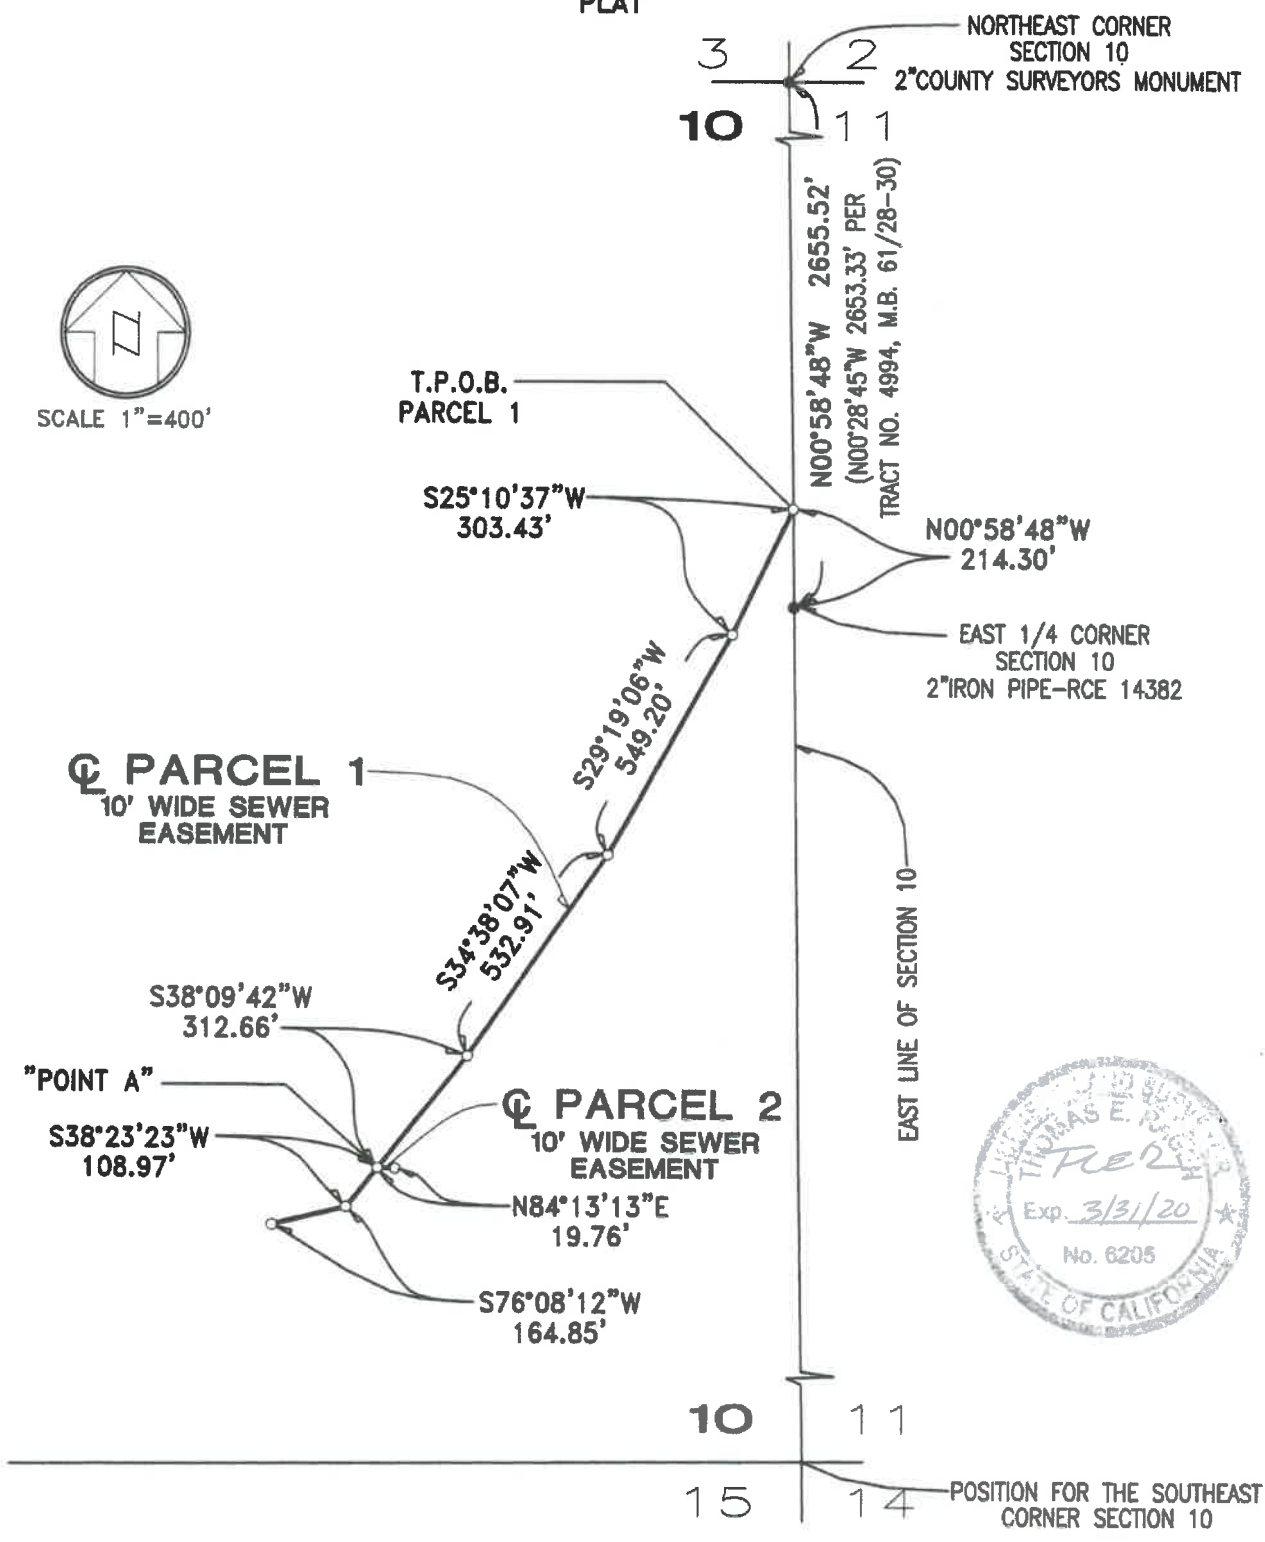 PLAT
NORTHEAST CORNER
SECTION 10
2"COUNTY SURVEYORS MONUMENT
3 2
10 11
N00°58'48"W 2655.52'
(N00°28'45"W 2653.33' PER
TRACT NO. 4994, M.B. 61/28-30)
SCALE 1"=400'
T.P.O.B.
PARCEL 1
S25°10'37"W
303.43'
N00°58'48"W
214.30'
EAST 1/4 CORNER
SECTION 10
2"IRON PIPE-RCE 14382
S29°19'06"W
549.20'
℄ PARCEL 1
10' WIDE SEWER
EASEMENT
S34°38'07"W
532.91'
EAST LINE OF SECTION 10
S38°09'42"W
312.66'
"POINT A"
S38°23'23"W
108.97'
℄ PARCEL 2
10' WIDE SEWER
EASEMENT
N84°13'13"E
19.76'
S76°08'12"W
164.85'
THOMAS E.
Exp. 3/31/20
No. 6205
STATE OF CALIFORNIA
10 11
15 14
POSITION FOR THE SOUTHEAST
CORNER SECTION 10